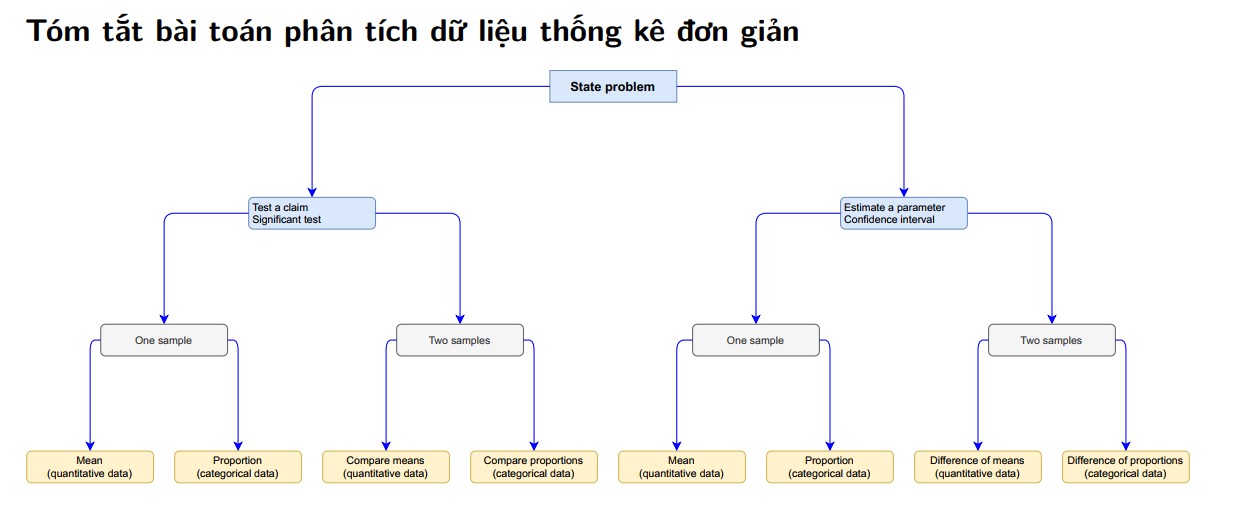 Tóm tắt bài toán phân tích dữ liệu thống kê đơn giản
State problem
Test a claim
Significant test
Estimate a parameter
Confidence interval
One sample
Two samples
One sample
Two samples
Mean
(quantitative data)
Proportion
(categorical data)
Compare means
(quantitative data)
Compare proportions
(categorical data)
Mean
(quantitative data)
Proportion
(categorical data)
Difference of means
(quantitative data)
Difference of proportions
(categorical data)